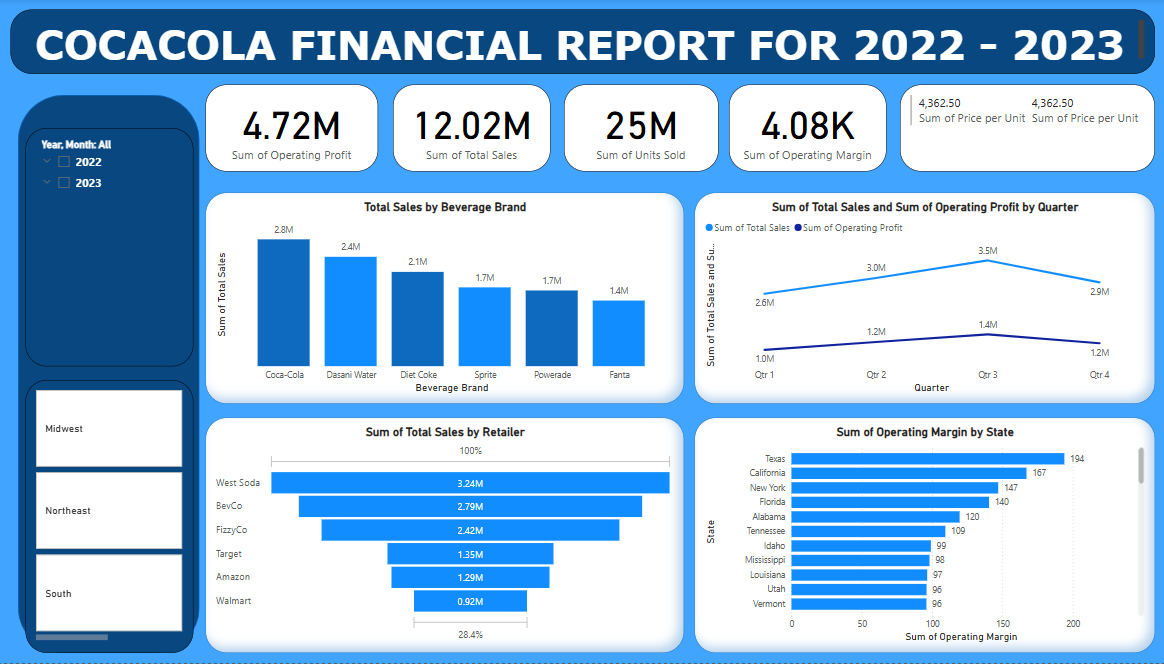 COCACOLA FINANCIAL REPORT FOR 2022 - 2023
Year, Month: All
2022
2023
Midwest
Northeast
South
4.72M
Sum of Operating Profit
12.02M
Sum of Total Sales
25M
Sum of Units Sold
4.08K
Sum of Operating Margin
4,362.50 4,362.50
Sum of Price per Unit Sum of Price per Unit
Total Sales by Beverage Brand
Sum of Total Sales
2.8M
2.4M
2.1M
1.7M
1.7M
1.4M
Coca-Cola Dasani Water Diet Coke Sprite Powerade Fanta
Beverage Brand
Sum of Total Sales and Sum of Operating Profit by Quarter
Sum of Total Sales Sum of Operating Profit
Sum of Total Sales and Su...
2.6M
3.0M
3.5M
2.9M
1.0M
1.2M
1.4M
1.2M
Qtr 1 Qtr 2 Qtr 3 Qtr 4
Quarter
Sum of Total Sales by Retailer
100%
West Soda 3.24M
BevCo 2.79M
FizzyCo 2.42M
Target 1.35M
Amazon 1.29M
Walmart 0.92M
28.4%
Sum of Operating Margin by State
State
Texas 194
California 167
New York 147
Florida 140
Alabama 120
Tennessee 109
Idaho 99
Mississippi 98
Louisiana 97
Utah 96
Vermont 96
0 50 100 150 200
Sum of Operating Margin